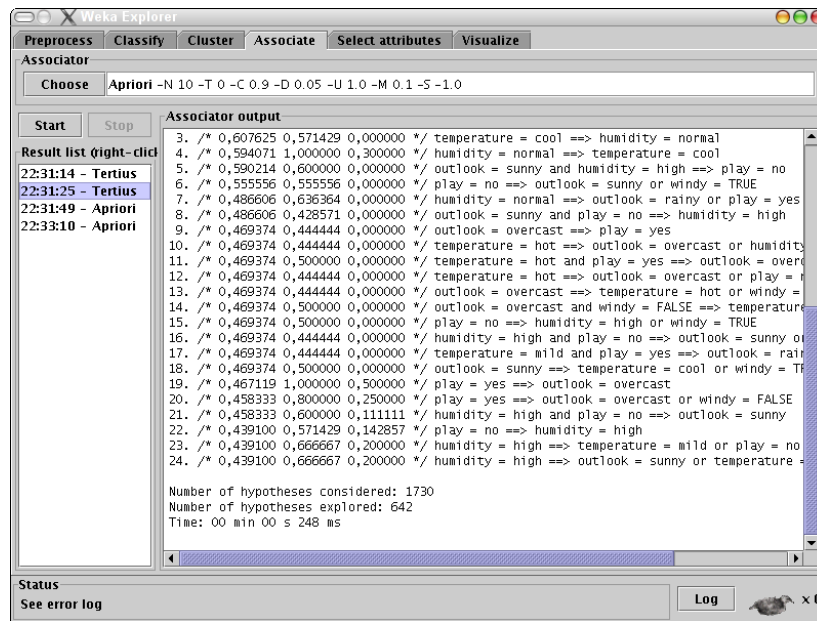 Weka Explorer
Preprocess Classify Cluster Associate Select attributes Visualize
Associator
Choose Apriori -N 10 -T 0 -C 0.9 -D 0.05 -U 1.0 -M 0.1 -S -1.0
Start Stop
Result list (right-click
22:31:14 - Tertius
22:31:25 - Tertius
22:31:49 - Apriori
22:33:10 - Apriori
Associator output
3. /* 0,607625 0,571429 0,000000 */ temperature = cool ==> humidity = normal
4. /* 0,594071 1,000000 0,300000 */ humidity = normal ==> temperature = cool
5. /* 0,590214 0,600000 0,000000 */ outlook = sunny and humidity = high ==> play = no
6. /* 0,555556 0,555556 0,000000 */ play = no ==> outlook = sunny or windy = TRUE
7. /* 0,486606 0,636364 0,000000 */ humidity = normal ==> outlook = rainy or play = yes
8. /* 0,486606 0,428571 0,000000 */ outlook = sunny and play = no ==> humidity = high
9. /* 0,469374 0,444444 0,000000 */ outlook = overcast ==> play = yes
10. /* 0,469374 0,444444 0,000000 */ temperature = hot ==> outlook = overcast or humidity
11. /* 0,469374 0,500000 0,000000 */ temperature = hot and play = yes ==> outlook = overc
12. /* 0,469374 0,444444 0,000000 */ temperature = hot ==> outlook = overcast or play = n
13. /* 0,469374 0,444444 0,000000 */ outlook = overcast ==> temperature = hot or windy =
14. /* 0,469374 0,500000 0,000000 */ outlook = overcast and windy = FALSE ==> temperature
15. /* 0,469374 0,500000 0,000000 */ play = no ==> humidity = high or windy = TRUE
16. /* 0,469374 0,444444 0,000000 */ humidity = high and play = no ==> outlook = sunny or
17. /* 0,469374 0,444444 0,000000 */ temperature = mild and play = yes ==> outlook = rain
18. /* 0,469374 0,500000 0,000000 */ outlook = sunny ==> temperature = cool or windy = TR
19. /* 0,467119 1,000000 0,500000 */ play = yes ==> outlook = overcast
20. /* 0,458333 0,800000 0,250000 */ play = yes ==> outlook = overcast or windy = FALSE
21. /* 0,458333 0,600000 0,111111 */ humidity = high and play = no ==> outlook = sunny
22. /* 0,439100 0,571429 0,142857 */ play = no ==> humidity = high
23. /* 0,439100 0,666667 0,200000 */ humidity = high ==> temperature = mild or play = no
24. /* 0,439100 0,666667 0,200000 */ humidity = high ==> outlook = sunny or temperature =
Number of hypotheses considered: 1730
Number of hypotheses explored: 642
Time: 00 min 00 s 248 ms
Status
See error log
Log
x